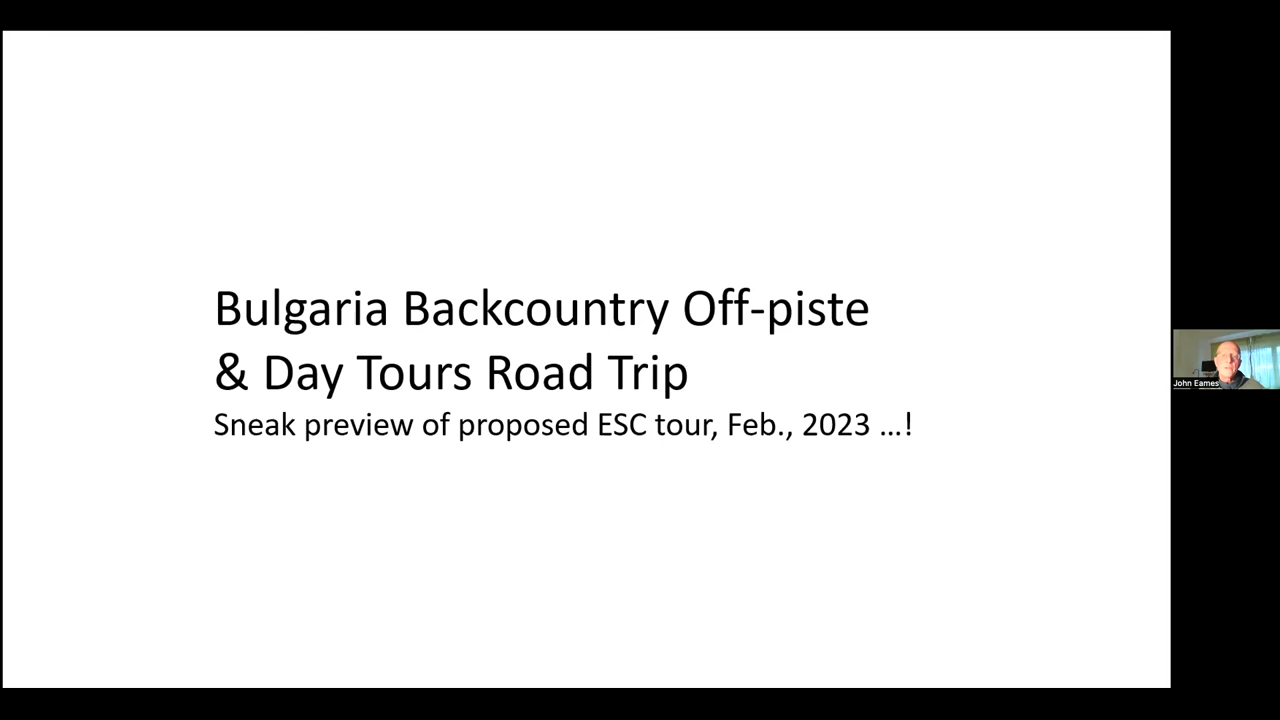 Bulgaria Backcountry Off-piste
& Day Tours Road Trip
Sneak preview of proposed ESC tour, Feb., 2023 ...!
John Eames